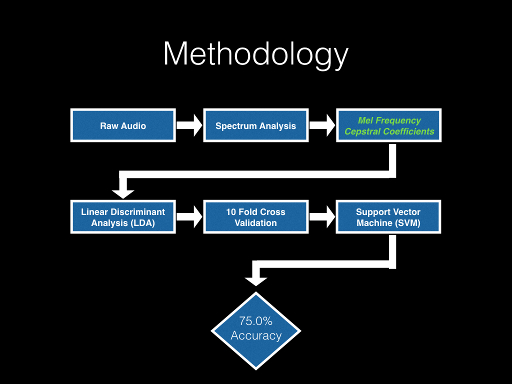 Methodology
Raw Audio
Spectrum Analysis
Mel Frequency
Cepstral Coefficients
Linear Discriminant
Analysis (LDA)
10 Fold Cross
Validation
Support Vector
Machine (SVM)
75.0%
Accuracy